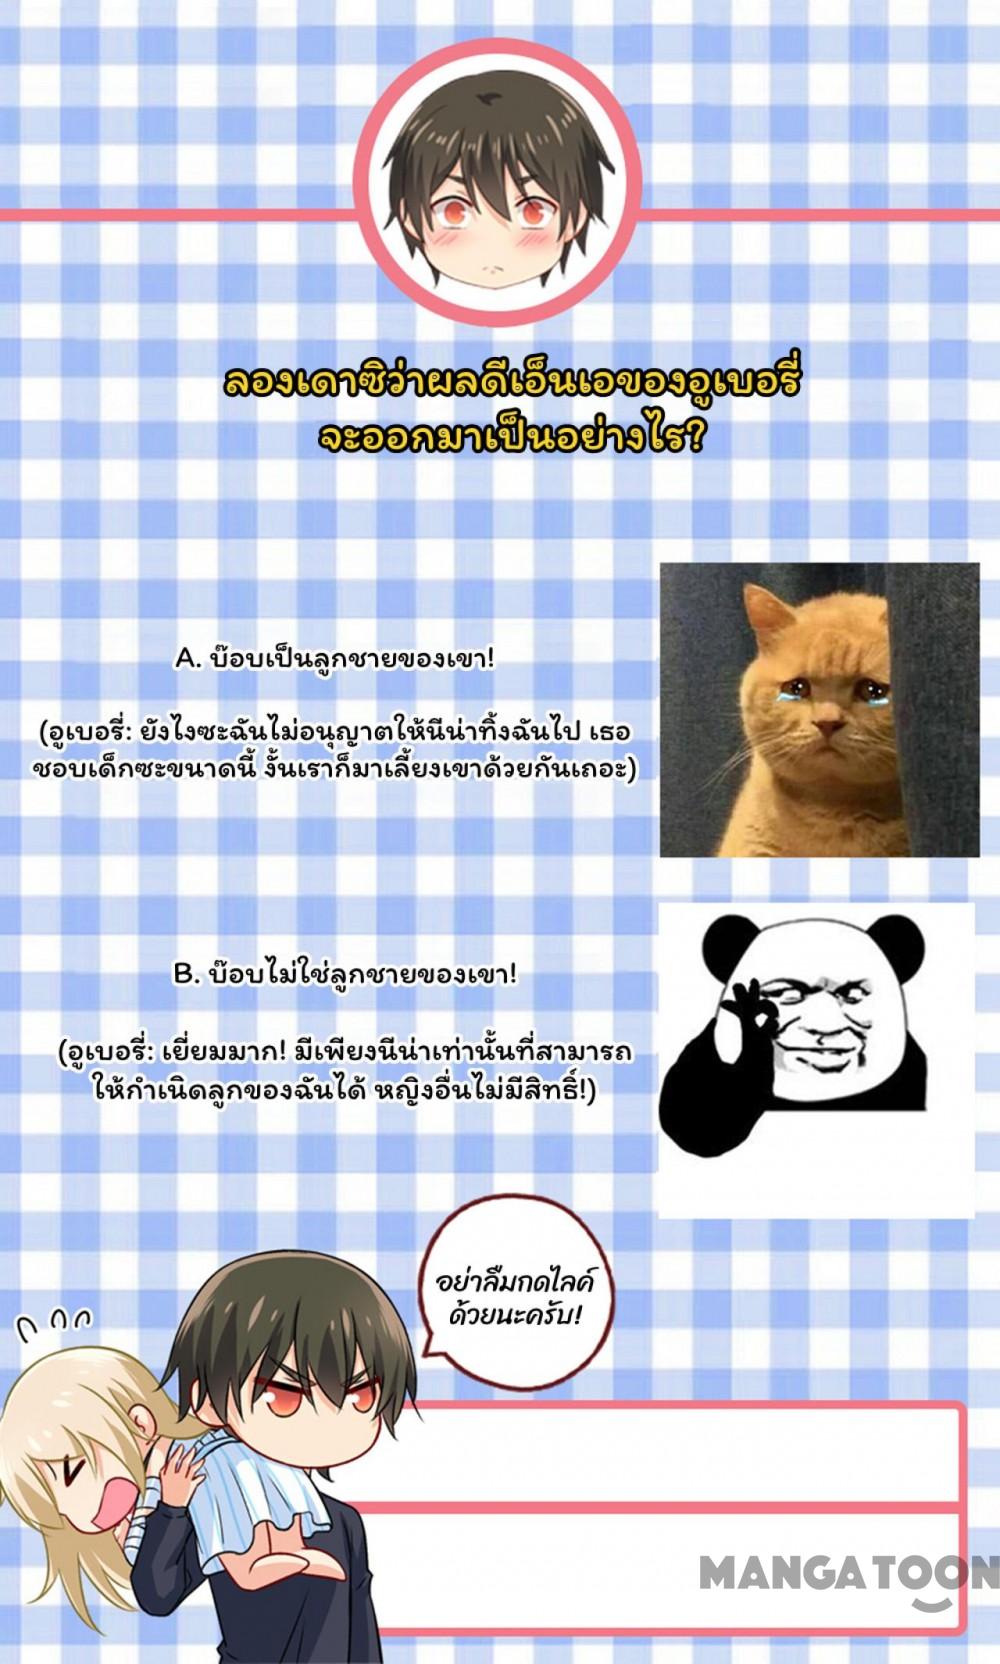 ลองเดาซิว่าผลดีเอ็นเอของอูเบอรี่
จะออกมาเป็นอย่างไร?
A. บ๊อบเป็นลูกชายของเขา!
(อูเบอรี่: ยังไงซะฉันไม่อนุญาตให้นีน่าทิ้งฉันไป เธอ
ชอบเด็กซะขนาดนี้ งั้นเราก็มาเลี้ยงเขาด้วยกันเถอะ)
B. บ๊อบไม่ใช่ลูกชายของเขา!
(อูเบอรี่: เยี่ยมมาก! มีเพียงนีน่าเท่านั้นที่สามารถ
ให้กำเนิดลูกของฉันได้ หญิงอื่นไม่มีสิทธิ์!)
อย่าลืมกดไลค์
ด้วยนะครับ!
MANGATOON